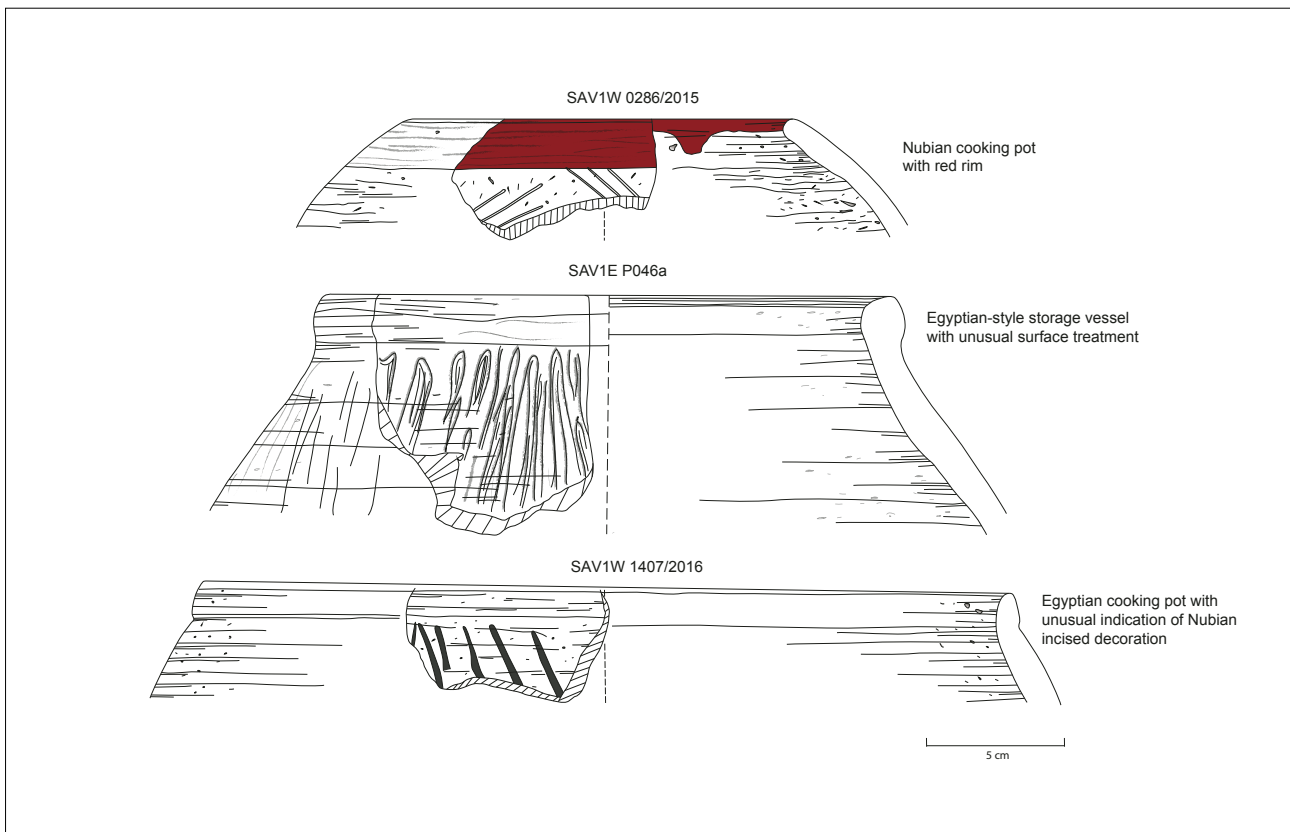 SAV1W 0286/2015
Nubian cooking pot
with red rim
SAV1E P046a
Egyptian-style storage vessel
with unusual surface treatment
SAV1W 1407/2016
Egyptian cooking pot with
unusual indication of Nubian
incised decoration
5 cm